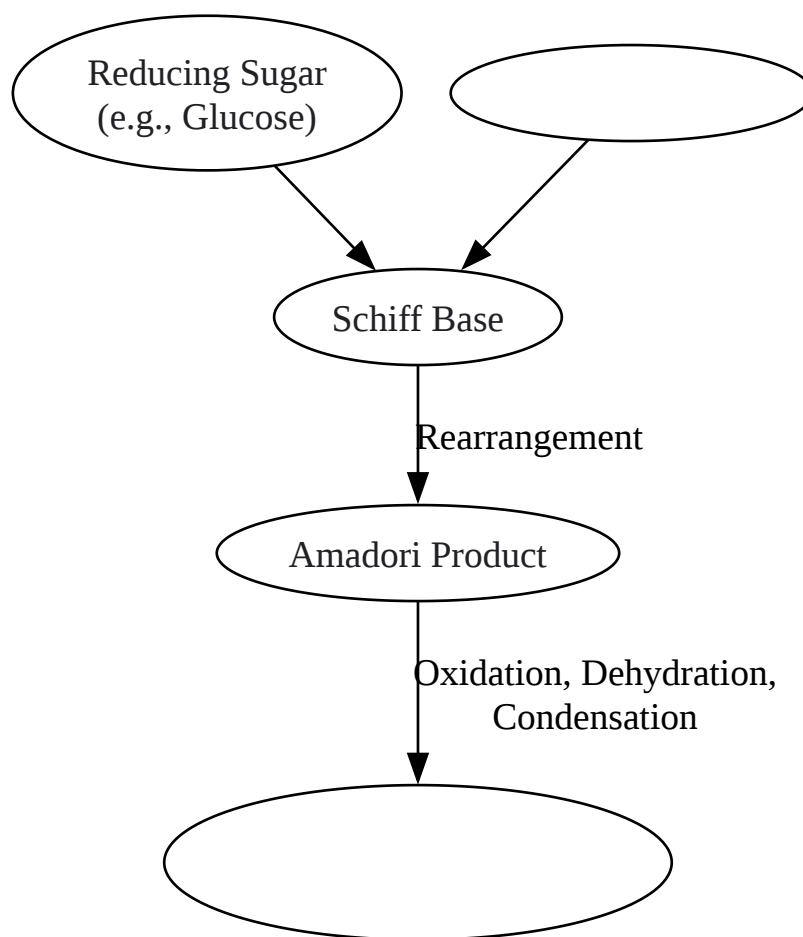 Reducing Sugar
(e.g., Glucose)
Schiff Base
Rearrangement
Amadori Product
Oxidation, Dehydration,
Condensation